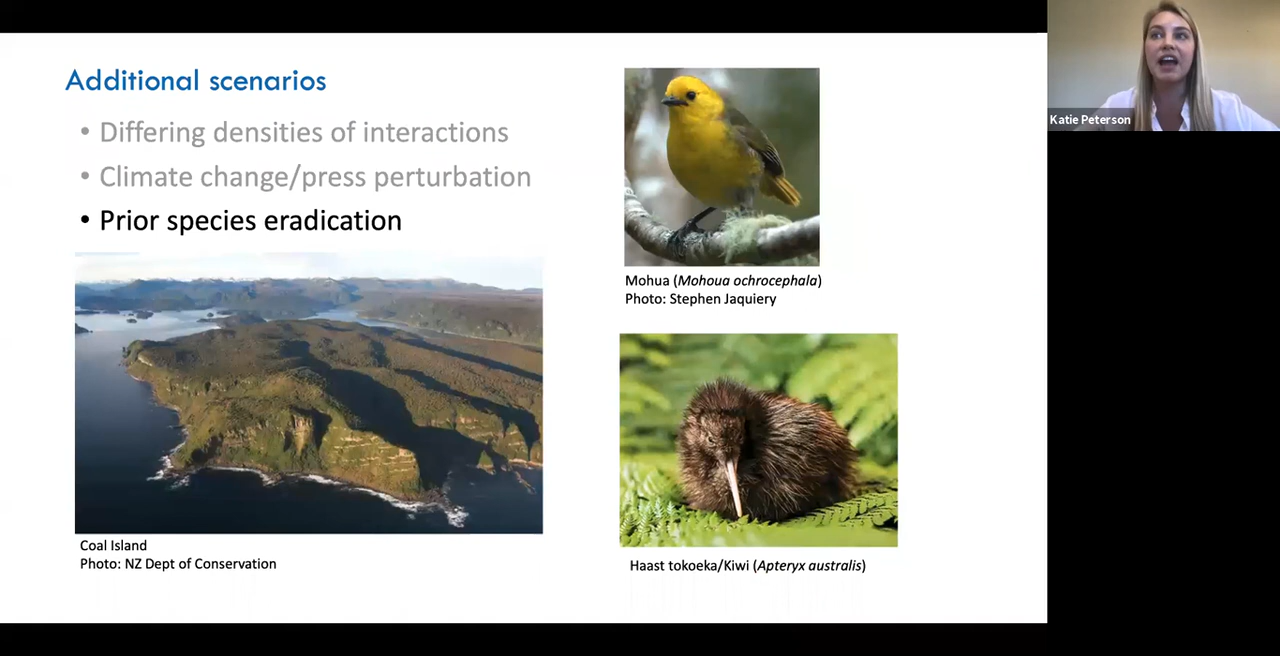 Additional scenarios
• Differing densities of interactions
• Climate change/press perturbation
• Prior species eradication
Coal Island
Photo: NZ Dept of Conservation
Mohua (Mohoua ochrocephala)
Photo: Stephen Jaquiery
Haast tokoeka/Kiwi (Apteryx australis)
Katie Peterson